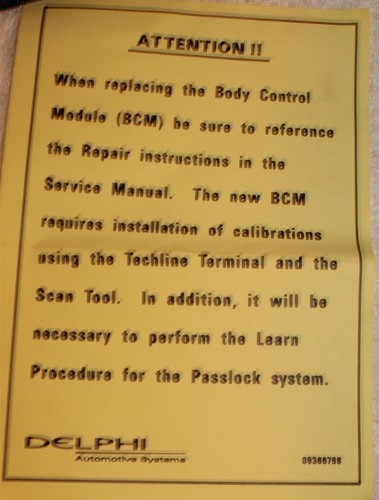 ATTENTION !!
When replacing the Body Control
Module (BCM) be sure to reference
the Repair instructions in the
Service Manual. The new BCM
requires installation of calibrations
using the Techline Terminal and the
Scan Tool. In addition, it will be
necessary to perform the Learn
Procedure for the Passlock system.
DELPHI
Automotive Systems
09366798